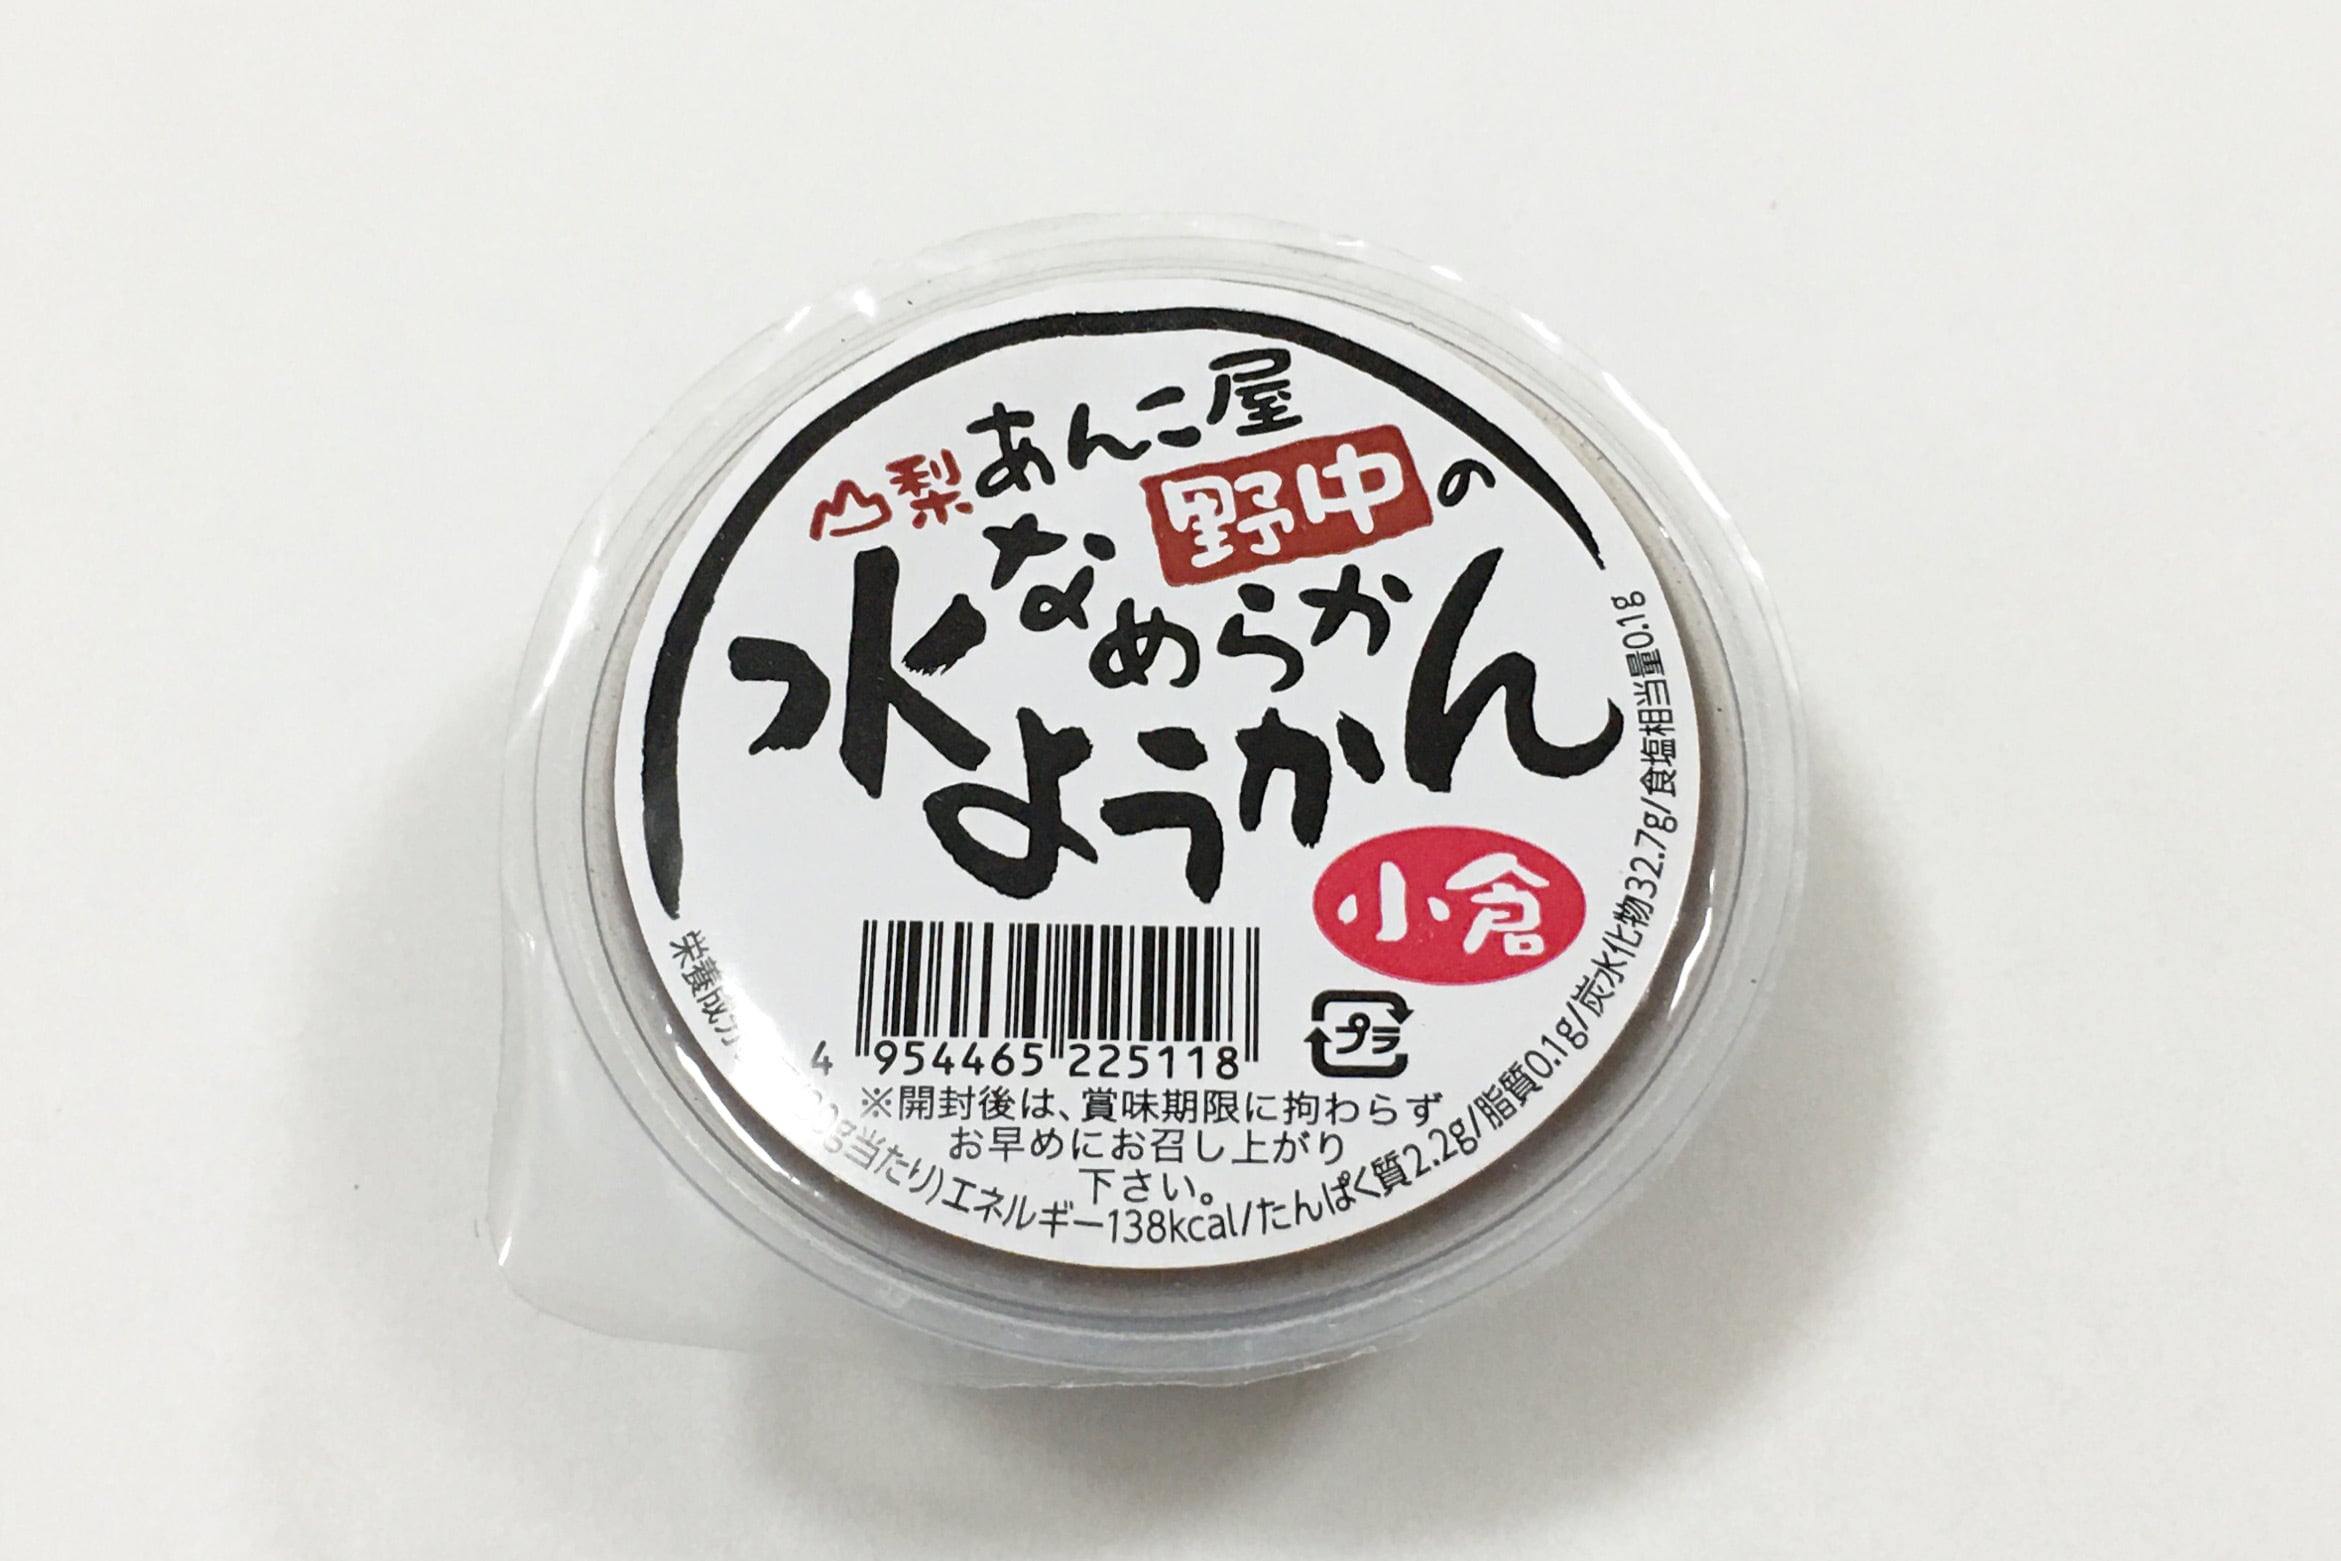 山梨あんこ屋
野中の
なめらか
水ようかん
小倉
4 954465 225118
プラ
※開封後は、賞味期限に拘わらず
お早めにお召し上がり
下さい。
栄養成分
0g当たり)エネルギー138kcal/たんぱく質2.2g/脂質0.1g/炭水化物32.7g/食塩相当量0.1g